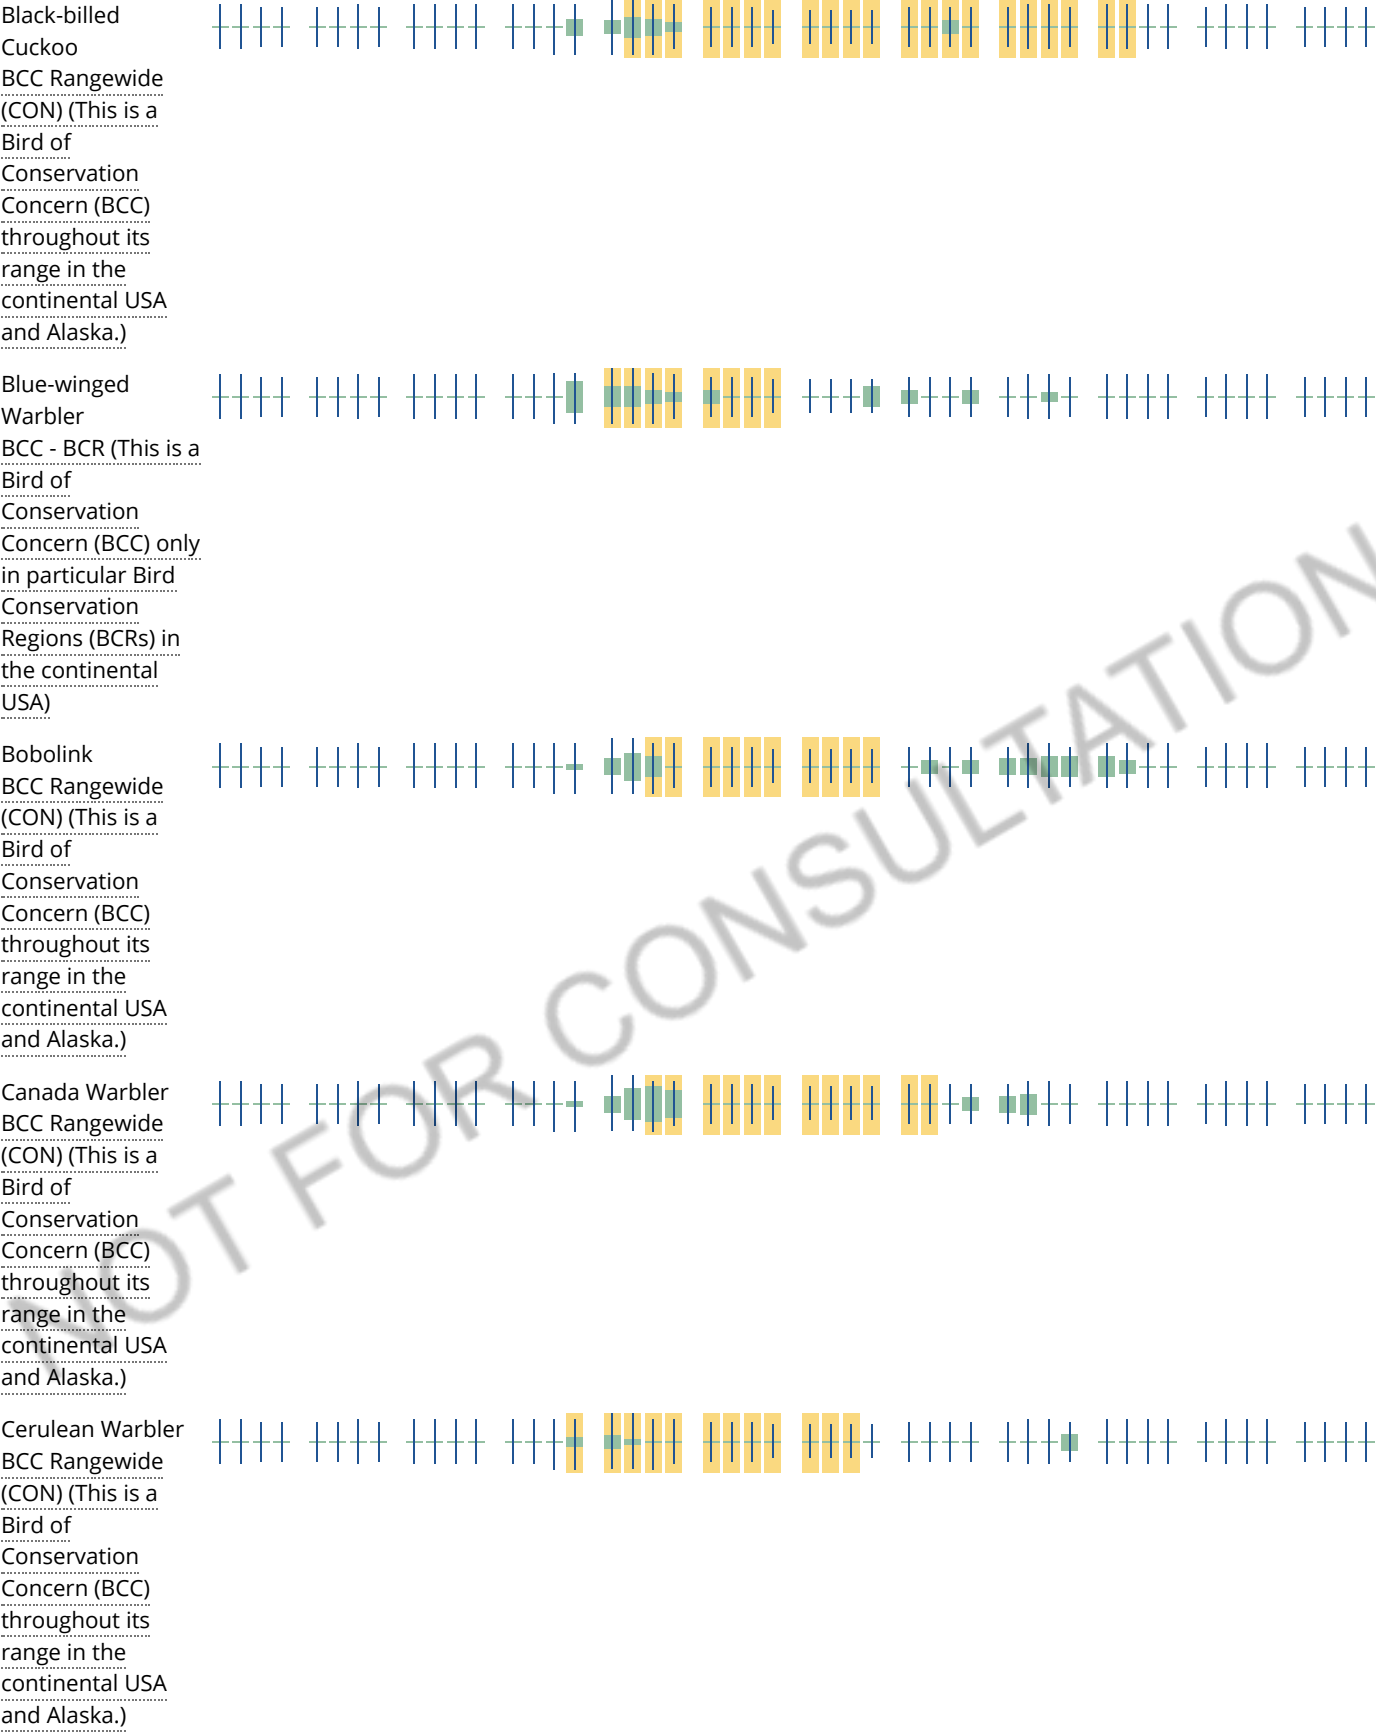 Black-billed
Cuckoo
BCC Rangewide
(CON) (This is a
Bird of
Conservation
Concern (BCC)
throughout its
range in the
continental USA
and Alaska.)
Blue-winged
Warbler
BCC - BCR (This is a
Bird of
Conservation
Concern (BCC) only
in particular Bird
Conservation
Regions (BCRs) in
the continental
USA)
Bobolink
BCC Rangewide
(CON) (This is a
Bird of
Conservation
Concern (BCC)
throughout its
range in the
continental USA
and Alaska.)
Canada Warbler
BCC Rangewide
(CON) (This is a
Bird of
Conservation
Concern (BCC)
throughout its
range in the
continental USA
and Alaska.)
Cerulean Warbler
BCC Rangewide
(CON) (This is a
Bird of
Conservation
Concern (BCC)
throughout its
range in the
continental USA
and Alaska.)
NOT FOR CONSULTATION